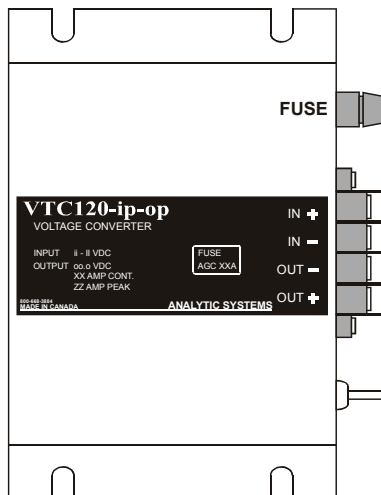 FUSE
VTC120-ip-op
VOLTAGE CONVERTER
INPUT ii - II VDC
OUTPUT oo.o VDC
XX AMP CONT.
ZZ AMP PEAK
FUSE
AGC XXA
IN +
IN -
OUT -
OUT +
800-668-3884
MADE IN CANADA
ANALYTIC SYSTEMS